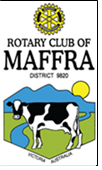 ROTARY CLUB OF
MAFFRA
DISTRICT 9820
VICTORIA AUSTRALIA